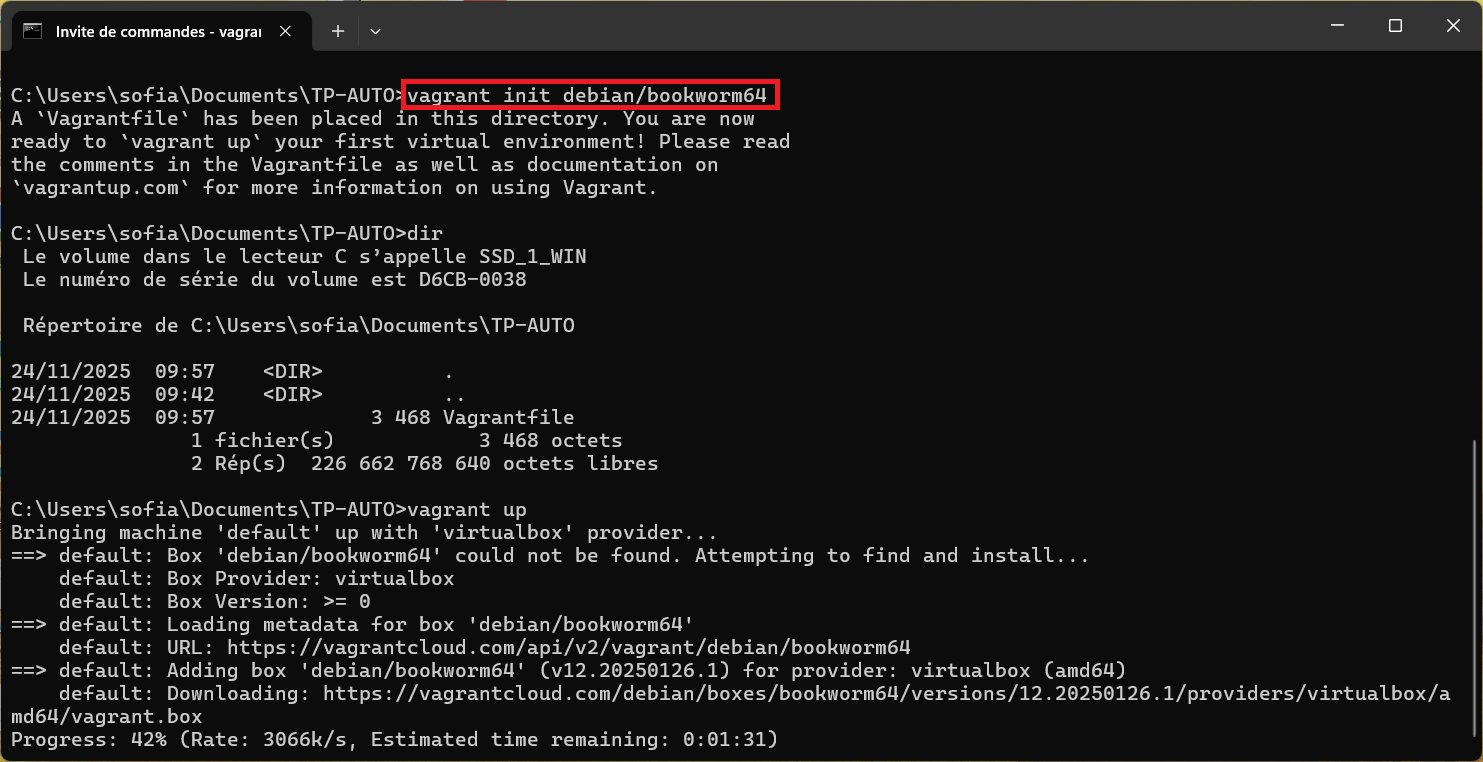 Invite de commandes - vagrar
C:\Users\sofia\Documents\TP-AUTO>vagrant init debian/bookworm64
A `Vagrantfile` has been placed in this directory. You are now
ready to `vagrant up` your first virtual environment! Please read
the comments in the Vagrantfile as well as documentation on
`vagrantup.com` for more information on using Vagrant.
C:\Users\sofia\Documents\TP-AUTO>dir
 Le volume dans le lecteur C s’appelle SSD_1_WIN
 Le numéro de série du volume est D6CB-0038
 Répertoire de C:\Users\sofia\Documents\TP-AUTO
24/11/2025  09:57    <DIR>          .
24/11/2025  09:42    <DIR>          ..
24/11/2025  09:57             3 468 Vagrantfile
               1 fichier(s)            3 468 octets
               2 Rép(s)  226 662 768 640 octets libres
C:\Users\sofia\Documents\TP-AUTO>vagrant up
Bringing machine 'default' up with 'virtualbox' provider...
==> default: Box 'debian/bookworm64' could not be found. Attempting to find and install...
    default: Box Provider: virtualbox
    default: Box Version: >= 0
==> default: Loading metadata for box 'debian/bookworm64'
    default: URL: https://vagrantcloud.com/api/v2/vagrant/debian/bookworm64
==> default: Adding box 'debian/bookworm64' (v12.20250126.1) for provider: virtualbox (amd64)
    default: Downloading: https://vagrantcloud.com/debian/boxes/bookworm64/versions/12.20250126.1/providers/virtualbox/a
md64/vagrant.box
Progress: 42% (Rate: 3066k/s, Estimated time remaining: 0:01:31)